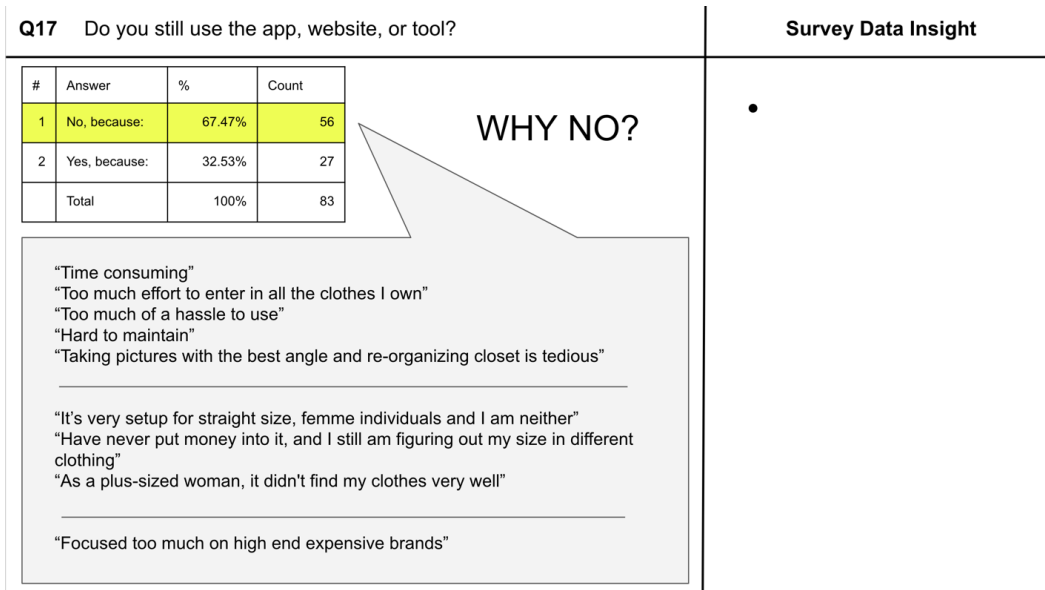 Q17 Do you still use the app, website, or tool?
Survey Data Insight
# Answer % Count
1 No, because: 67.47% 56
2 Yes, because: 32.53% 27
Total 100% 83
WHY NO?
“Time consuming”
“Too much effort to enter in all the clothes I own”
“Too much of a hassle to use”
“Hard to maintain”
“Taking pictures with the best angle and re-organizing closet is tedious”
“It’s very setup for straight size, femme individuals and I am neither”
“Have never put money into it, and I still am figuring out my size in different
clothing”
“As a plus-sized woman, it didn't find my clothes very well”
“Focused too much on high end expensive brands”